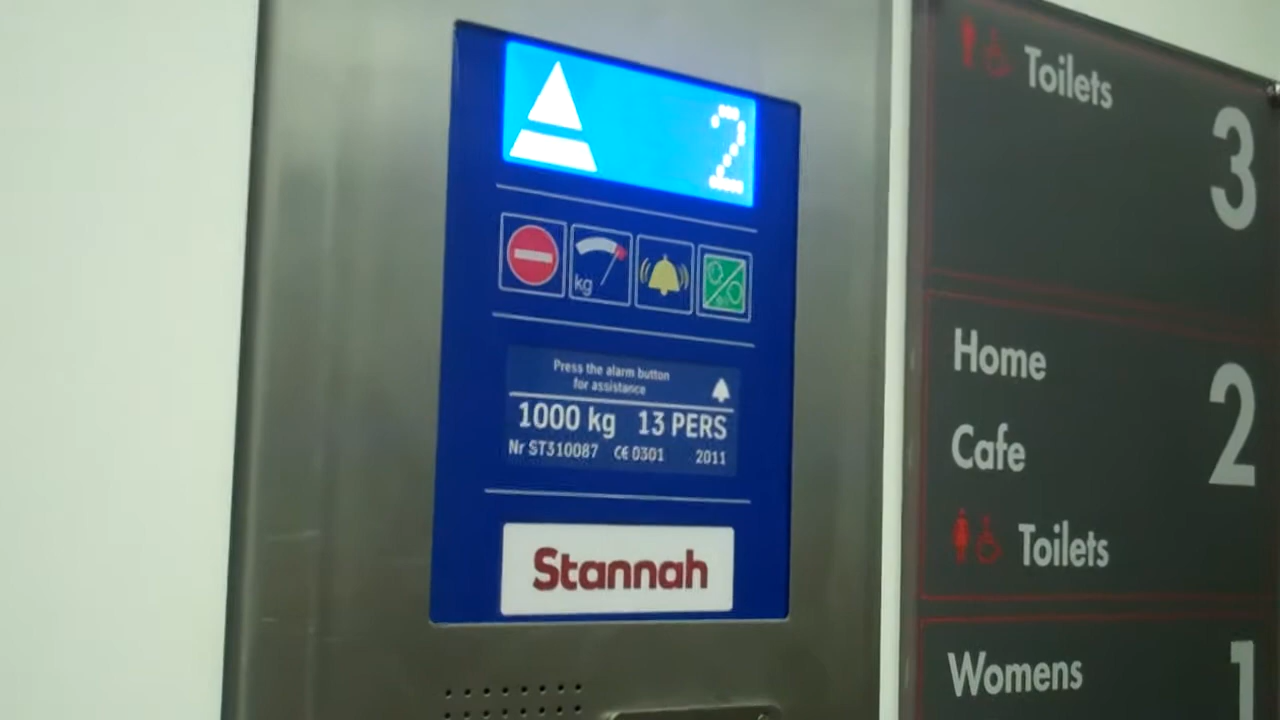 2
kg
Press the alarm button
for assistance
1000 kg 13 PERS
Nr ST310087 CE 0301 2011
Stannah
Toilets
3
Home
Cafe
2
Toilets
Womens
1